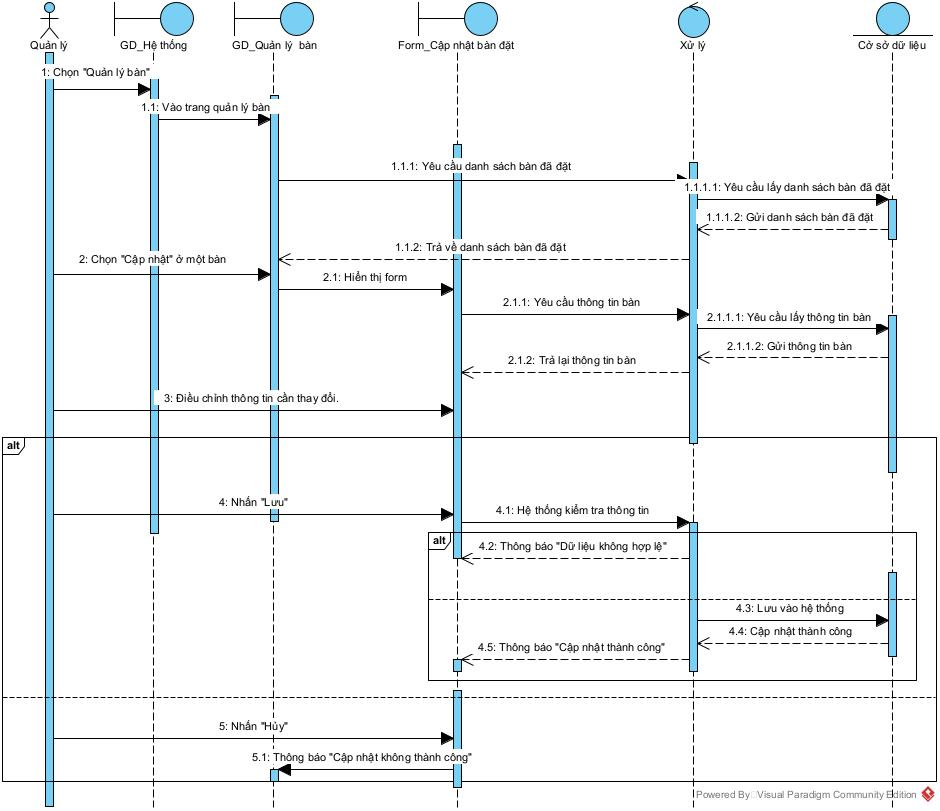 Quản lý
GD_Hệ thống
GD_Quản lý bàn
Form_Cập nhật bàn đặt
Xử lý
Cở sở dữ liệu
1: Chọn "Quản lý bàn"
1.1: Vào trang quản lý bàn
1.1.1: Yêu cầu danh sách bàn đã đặt
1.1.1.1: Yêu cầu lấy danh sách bàn đã đặt
1.1.1.2: Gửi danh sách bàn đã đặt
1.1.2: Trả về danh sách bàn đã đặt
2: Chọn "Cập nhật" ở một bàn
2.1: Hiển thị form
2.1.1: Yêu cầu thông tin bàn
2.1.1.1: Yêu cầu lấy thông tin bàn
2.1.1.2: Gửi thông tin bàn
2.1.2: Trả lại thông tin bàn
3: Điều chỉnh thông tin cần thay đổi.
alt
4: Nhấn "Lưu"
4.1: Hệ thống kiểm tra thông tin
alt
4.2: Thông báo "Dữ liệu không hợp lệ"
4.3: Lưu vào hệ thống
4.4: Cập nhật thành công
4.5: Thông báo "Cập nhật thành công"
5: Nhấn "Hủy"
5.1: Thông báo "Cập nhật không thành công"
Powered By Visual Paradigm Community Edition